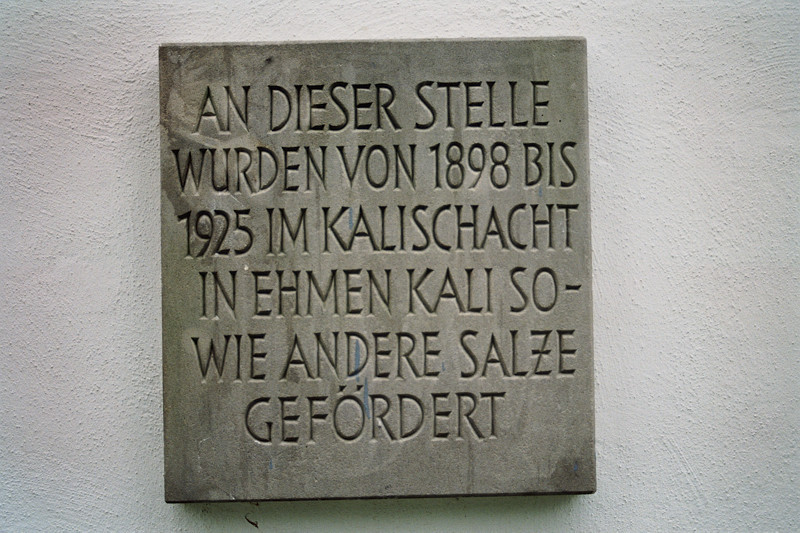 AN DIESER STELLE
WURDEN VON 1898 BIS
1925 IM KALISCHACHT
IN EHMEN KALI SO-
WIE ANDERE SALZE
GEFÖRDERT